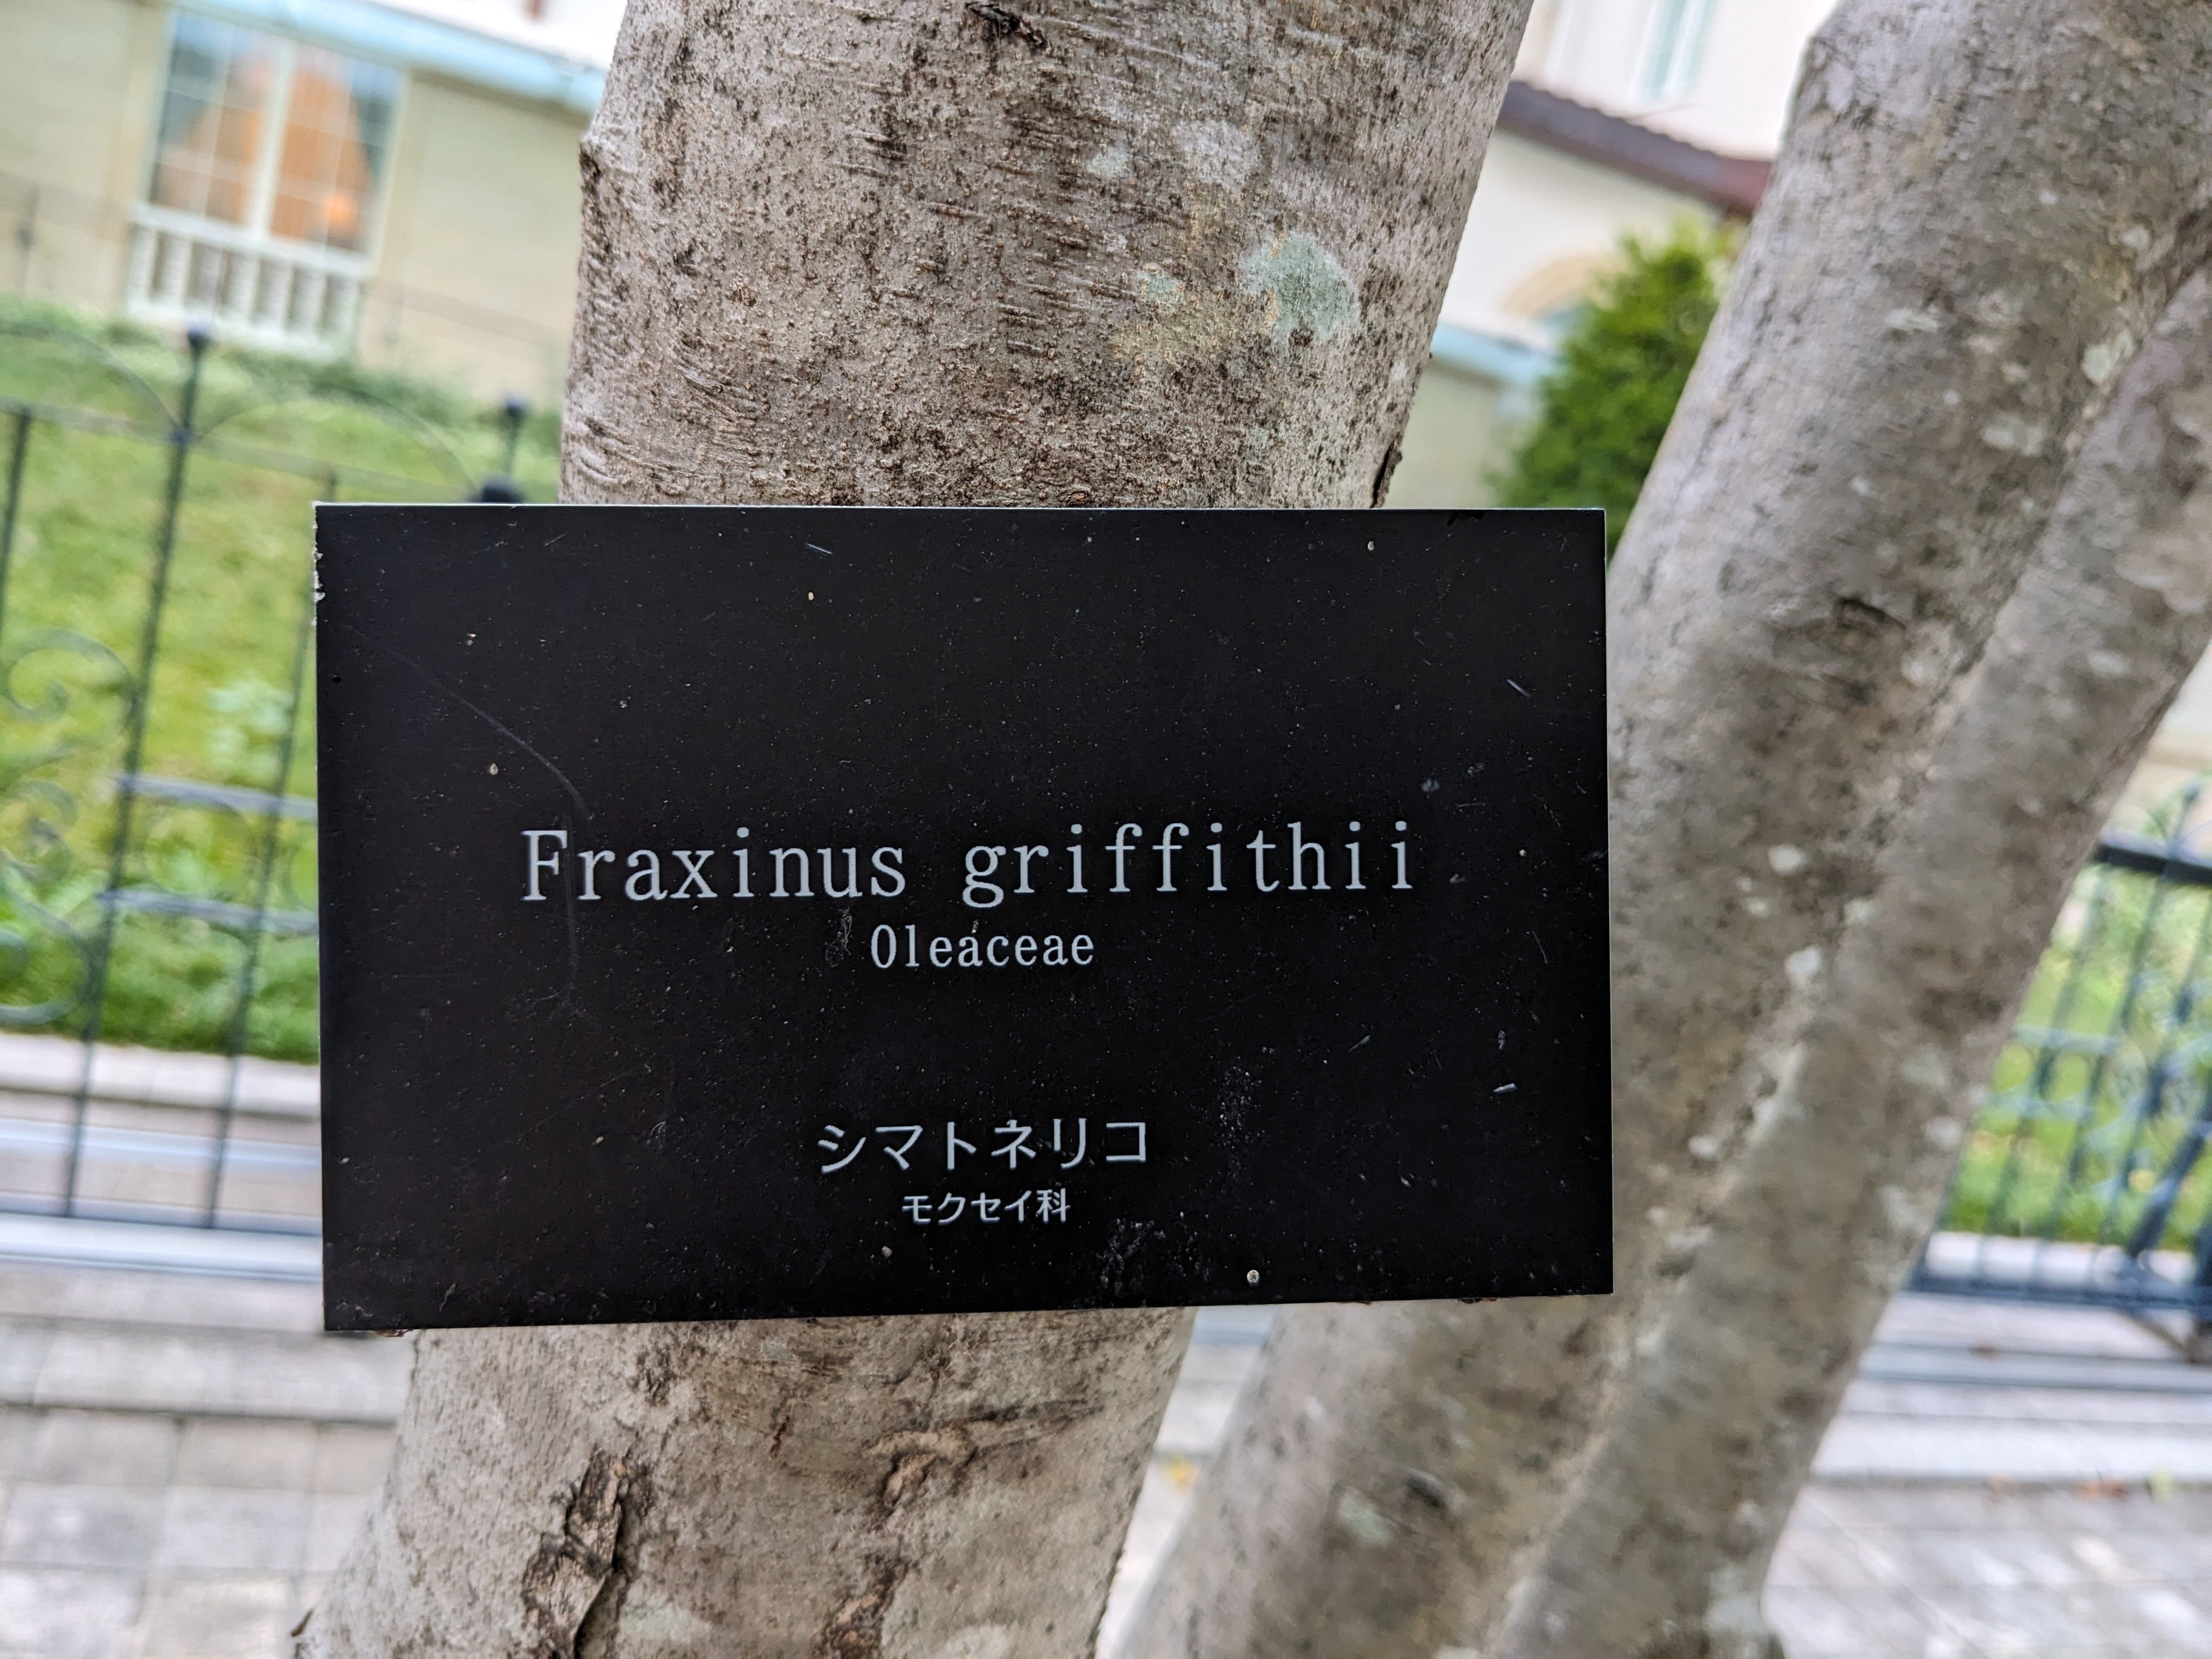 Fraxinus griffithii
Oleaceae
シマトネリコ
モクセイ科